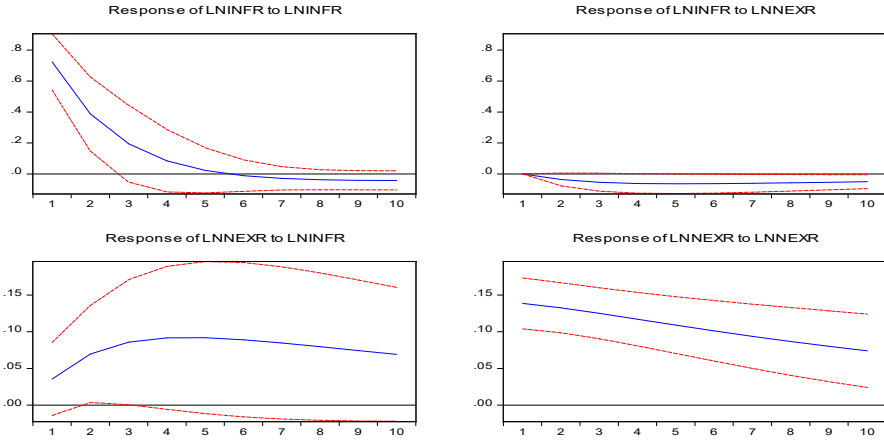 Response of LNINFR to LNINFR
.8
.6
.4
.2
.0
1 2 3 4 5 6 7 8 9 10
Response of LNINFR to LNNEXR
.8
.6
.4
.2
.0
1 2 3 4 5 6 7 8 9 10
Response of LNNEXR to LNINFR
.15
.10
.05
.00
1 2 3 4 5 6 7 8 9 10
Response of LNNEXR to LNNEXR
.15
.10
.05
.00
1 2 3 4 5 6 7 8 9 10